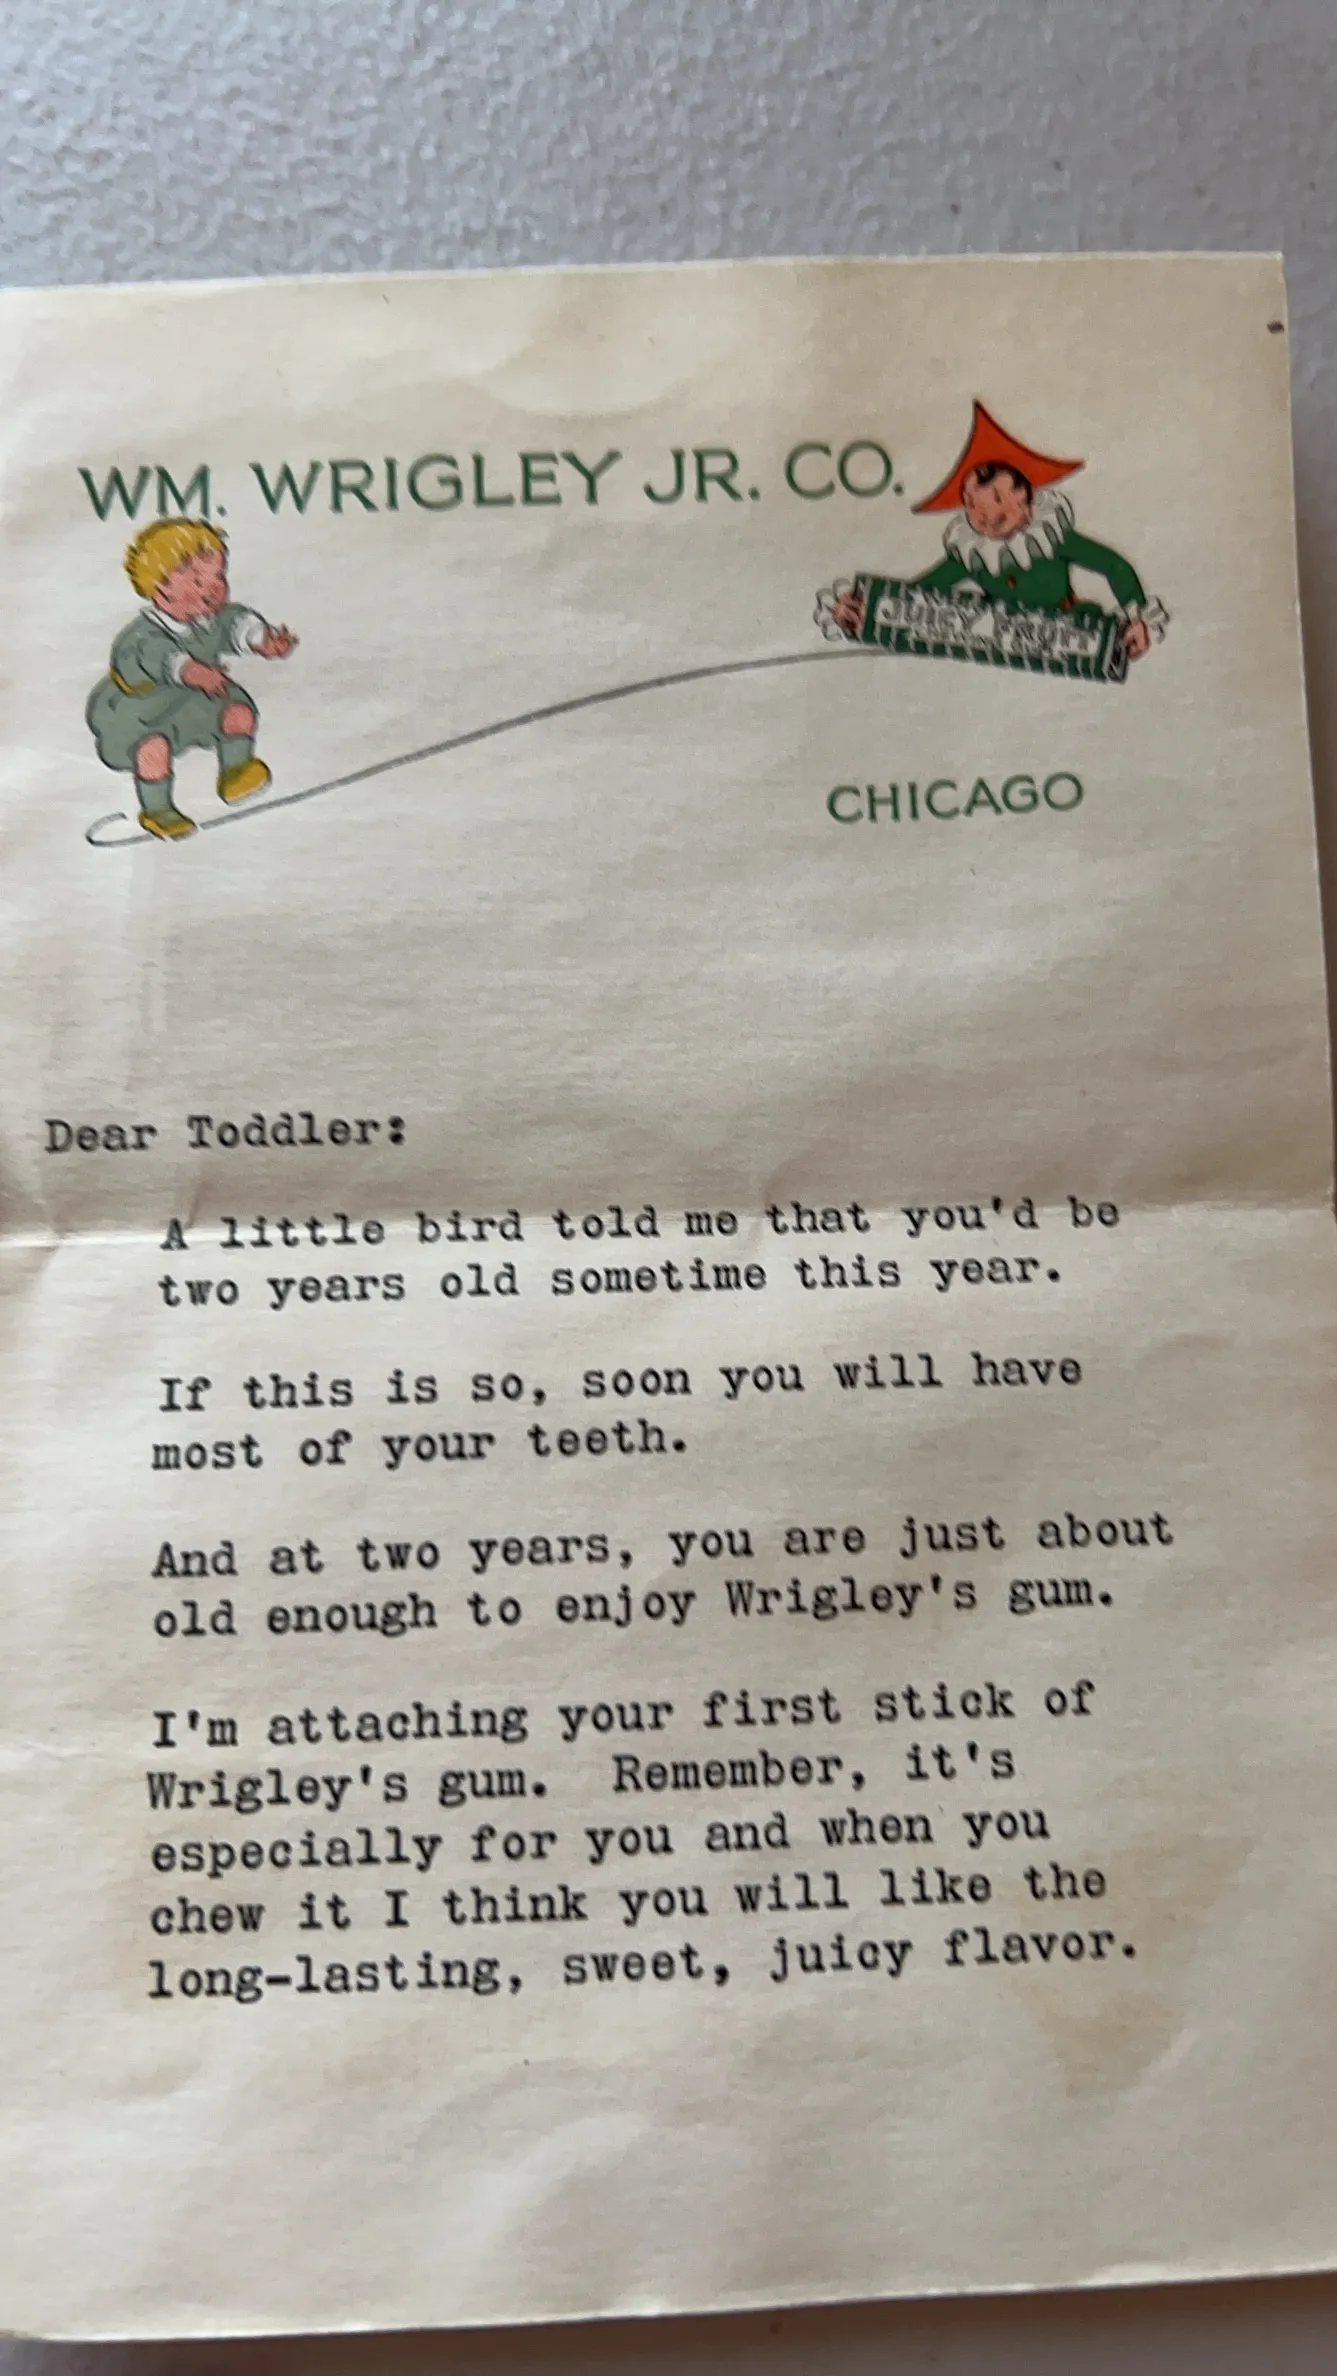 WM. WRIGLEY JR. CO.
JUICY FRUIT
CHICAGO
Dear Toddler:
A little bird told me that you'd be
two years old sometime this year.
If this is so, soon you will have
most of your teeth.
And at two years, you are just about
old enough to enjoy Wrigley's gum.
I'm attaching your first stick of
Wrigley's gum.  Remember, it's
especially for you and when you
chew it I think you will like the
long-lasting, sweet, juicy flavor.